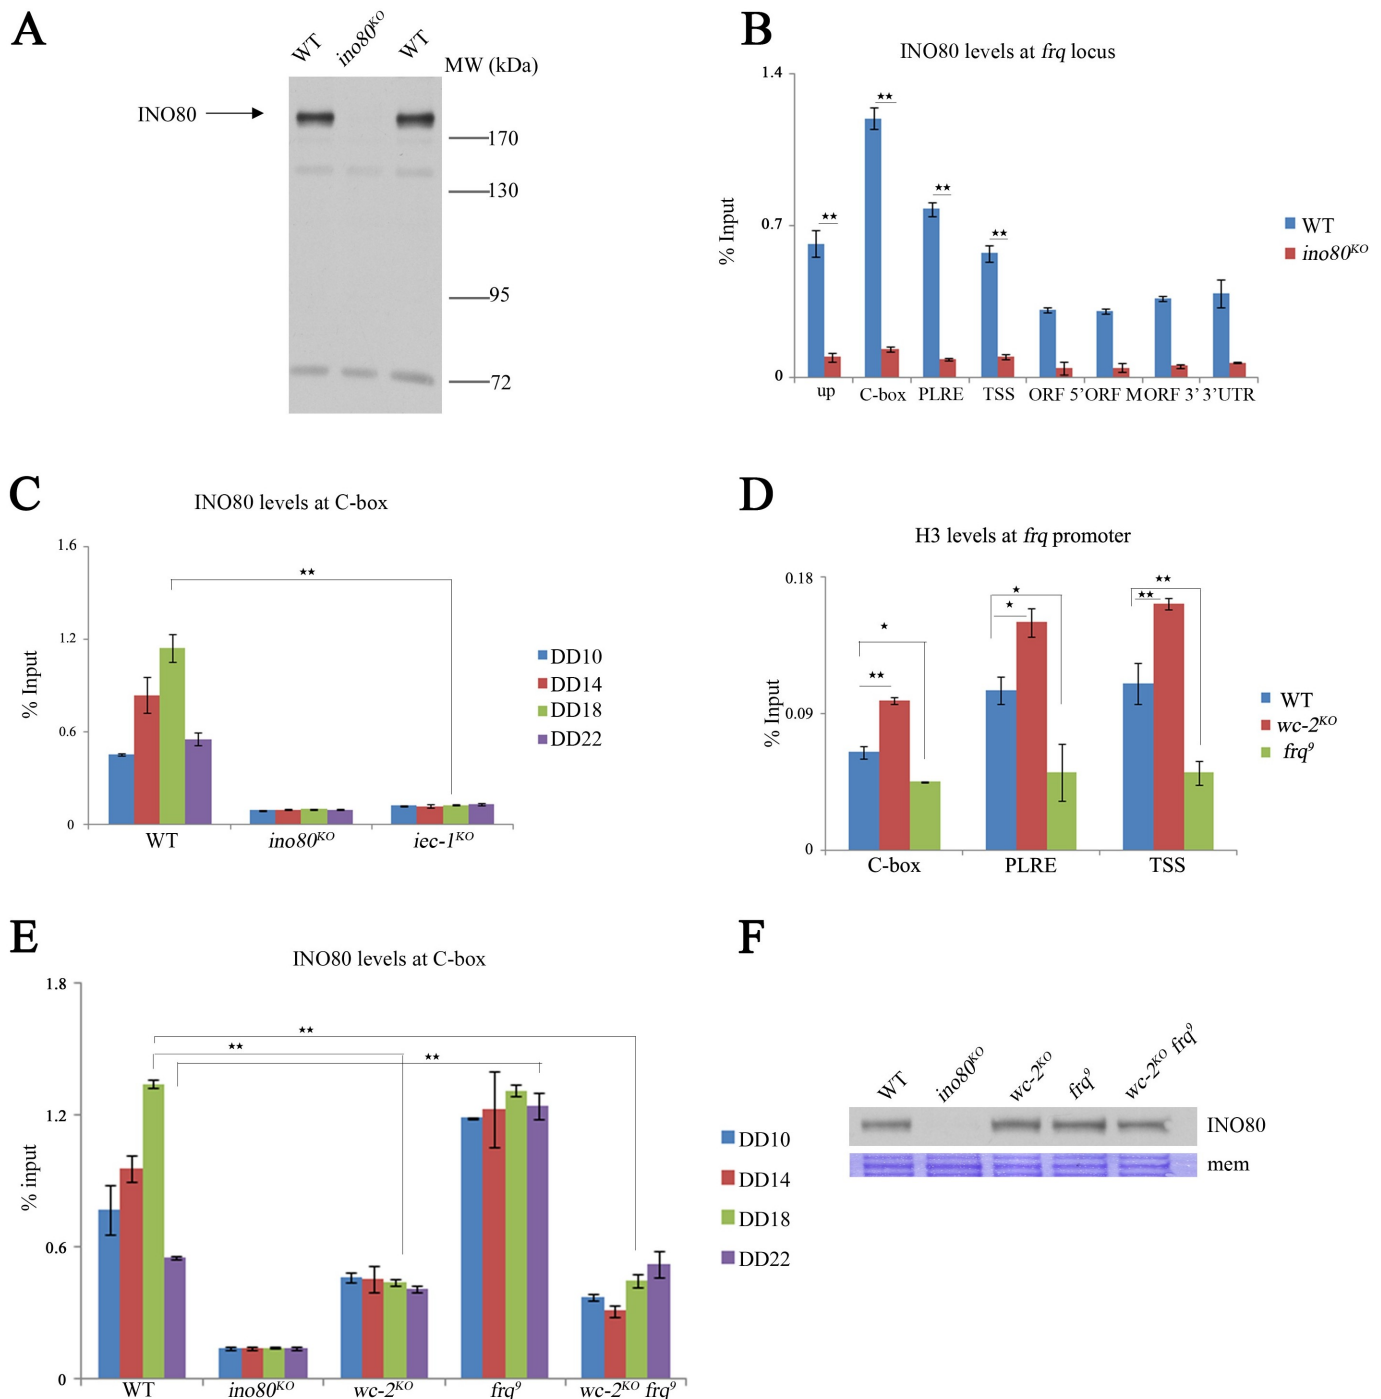 A
WT
ino80KO
WT
MW (kDa)
INO80
170
130
95
72
B
INO80 levels at frq locus
1.4
0.7
0
% Input
★★
★★
★★
★★
up
C-box
PLRE
TSS
ORF 5'
ORF M
ORF 3'
3'UTR
WT
ino80KO
C
INO80 levels at C-box
1.6
1.2
0.6
0
% Input
★★
WT
ino80KO
iec-1KO
DD10
DD14
DD18
DD22
D
H3 levels at frq promoter
0.18
0.09
0
% Input
★
★★
★
★
★★
★★
C-box
PLRE
TSS
WT
wc-2KO
frq9
E
INO80 levels at C-box
1.8
1.2
0.6
0
% input
★★
★★
★★
WT
ino80KO
wc-2KO
frq9
wc-2KO frq9
DD10
DD14
DD18
DD22
F
WT
ino80KO
wc-2KO
frq9
wc-2KO frq9
INO80
mem